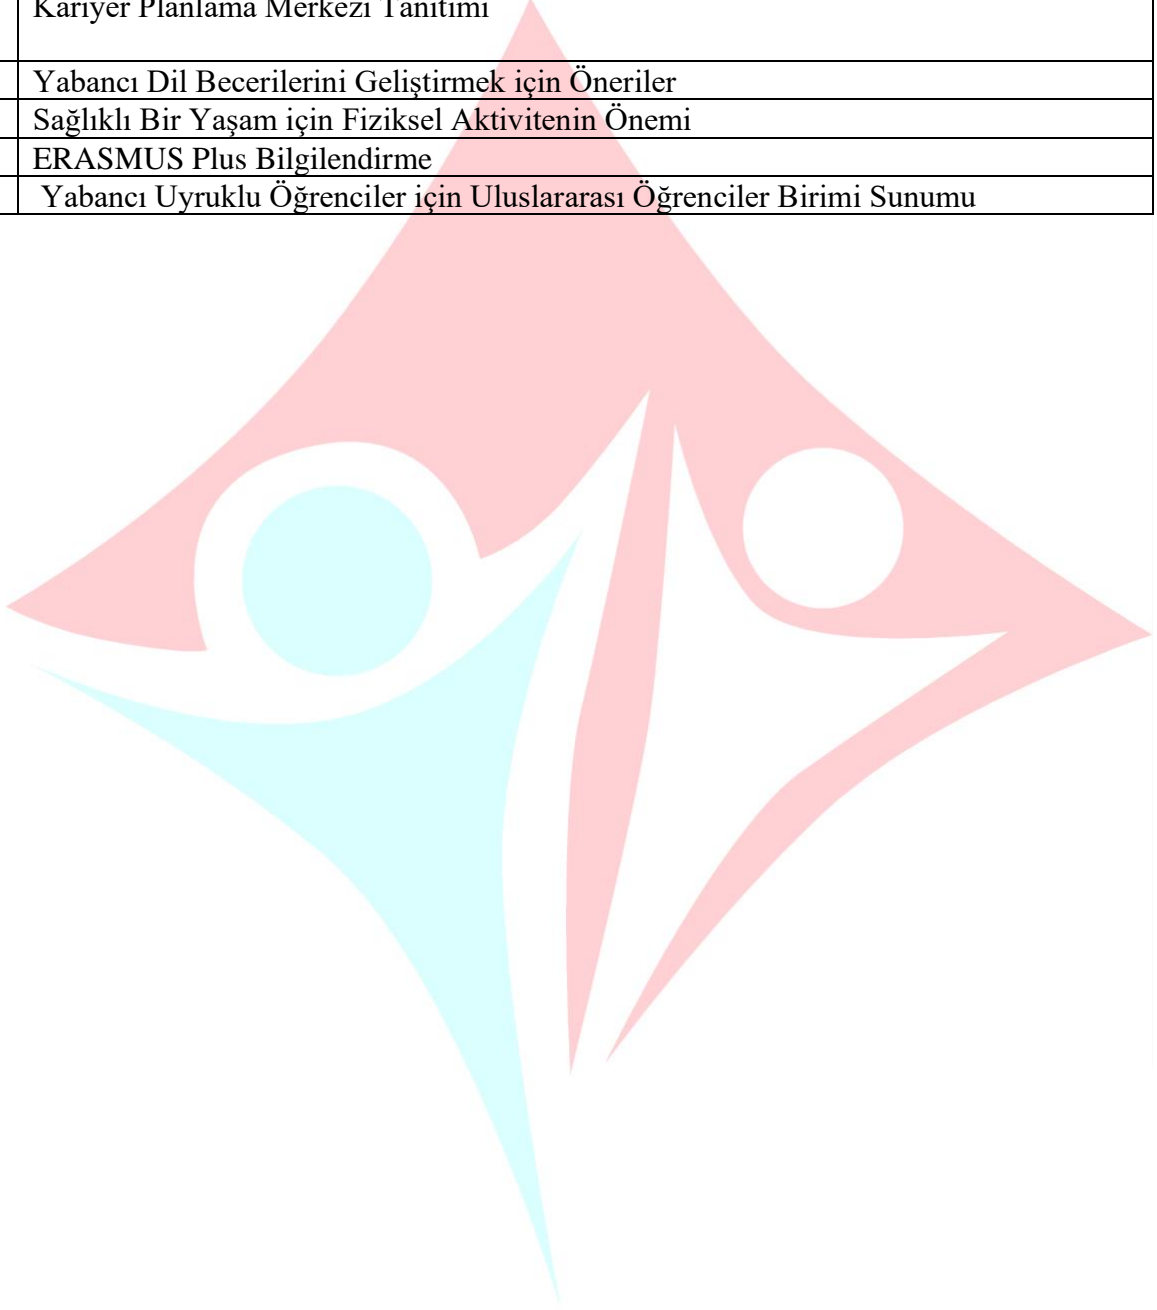 Kariyer Planlama Merkezi Tanıtımı
Yabancı Dil Becerilerini Geliştirmek için Öneriler
Sağlıklı Bir Yaşam için Fiziksel Aktivitenin Önemi
ERASMUS Plus Bilgilendirme
Yabancı Uyruklu Öğrenciler için Uluslararası Öğrenciler Birimi Sunumu